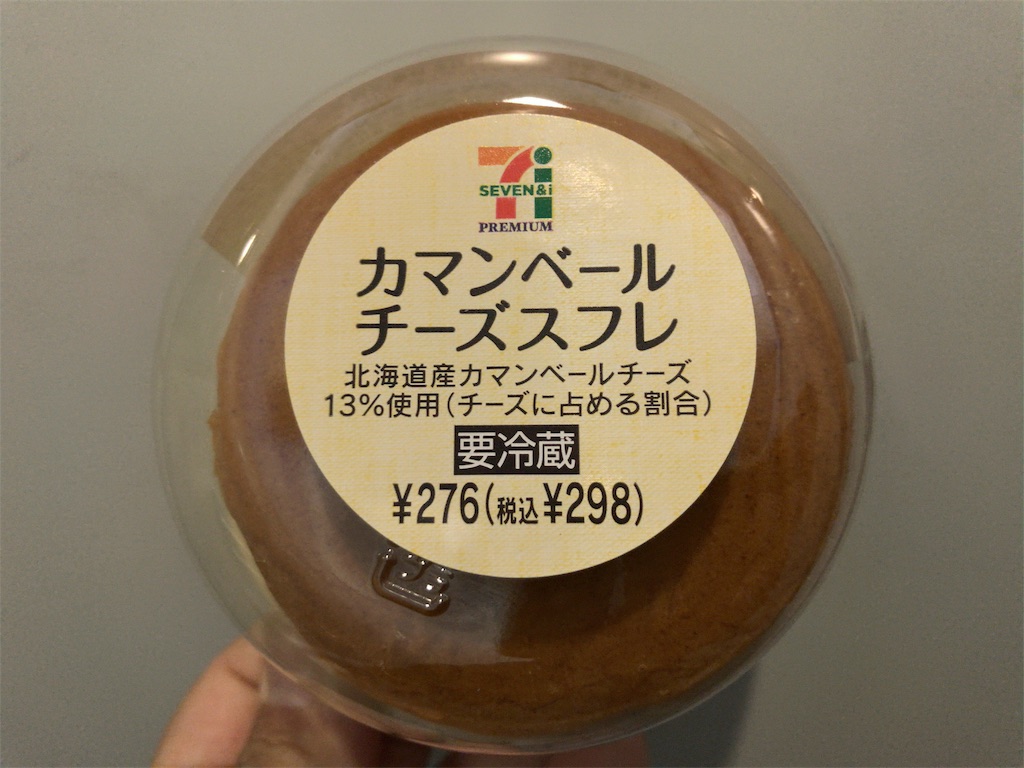 SEVEN&i
PREMIUM
カマンベール
チーズスフレ
北海道産カマンベールチーズ
13%使用(チーズに占める割合)
要冷蔵
¥276(税込¥298)